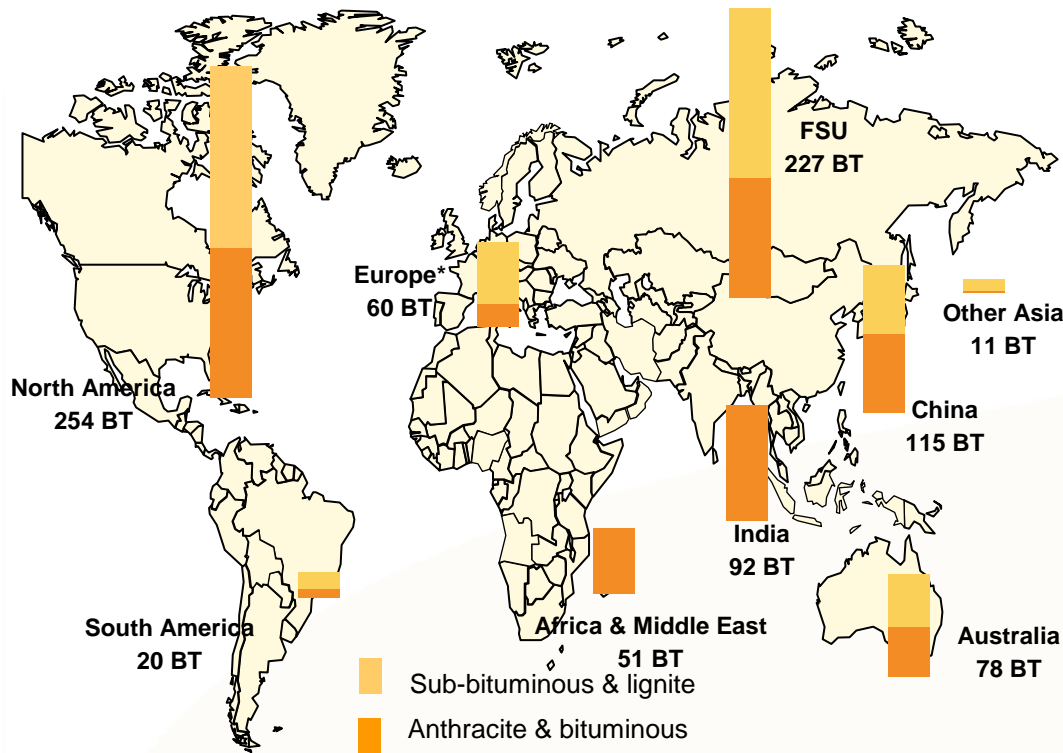 FSU
227 BT
Europe*
60 BT
Other Asia
11 BT
North America
254 BT
China
115 BT
India
92 BT
South America
20 BT
Africa & Middle East
51 BT
Australia
78 BT
Sub-bituminous & lignite
Anthracite & bituminous